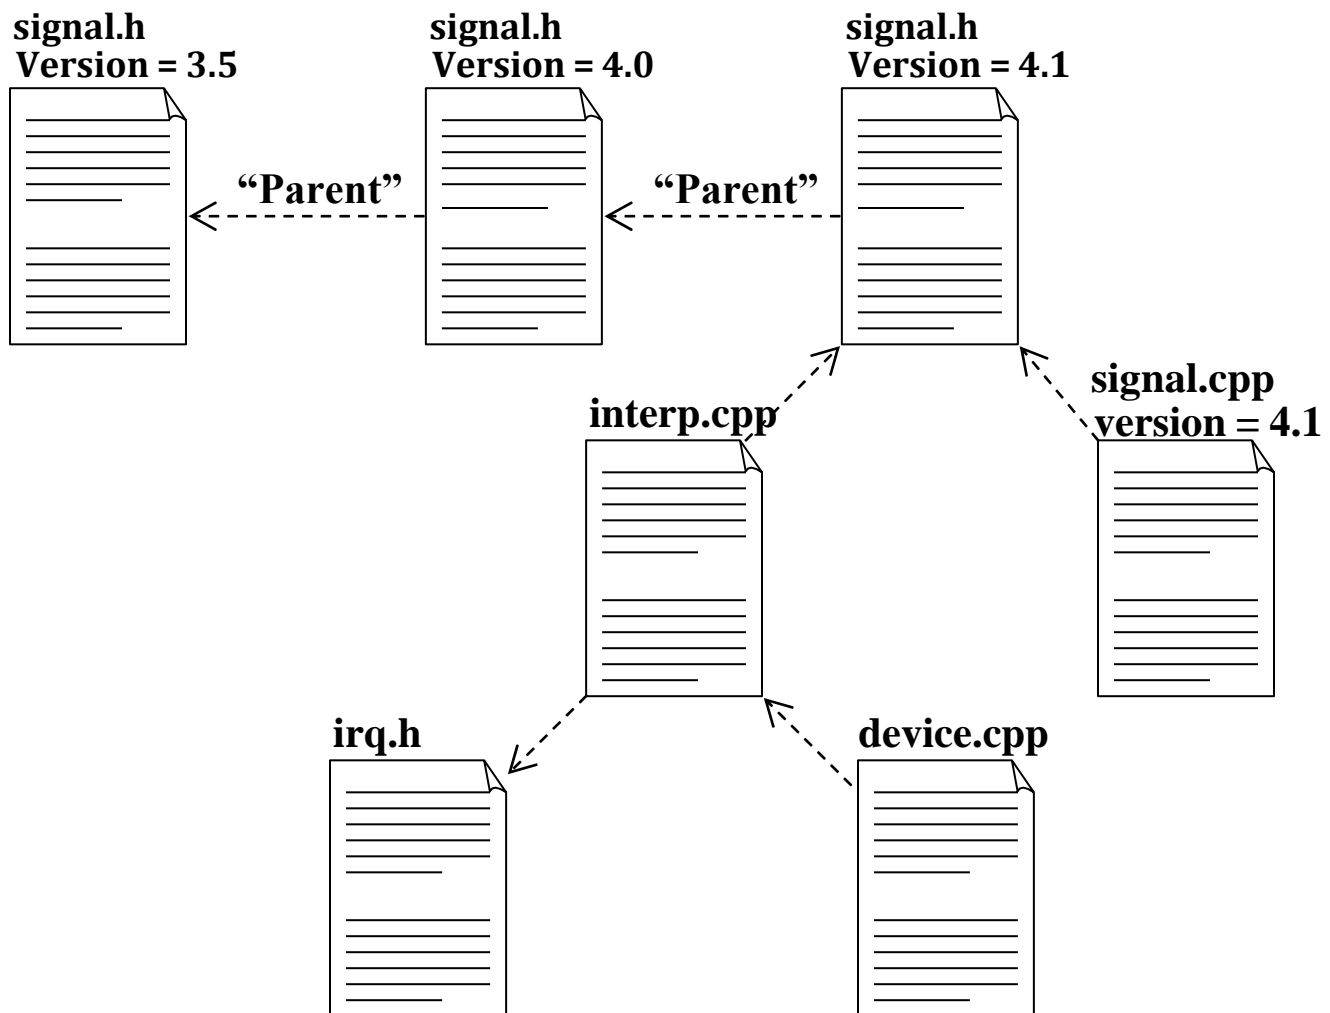 signal.h
Version = 3.5
signal.h
Version = 4.0
signal.h
Version = 4.1
“Parent”
“Parent”
signal.cpp
version = 4.1
interp.cpp
irq.h
device.cpp